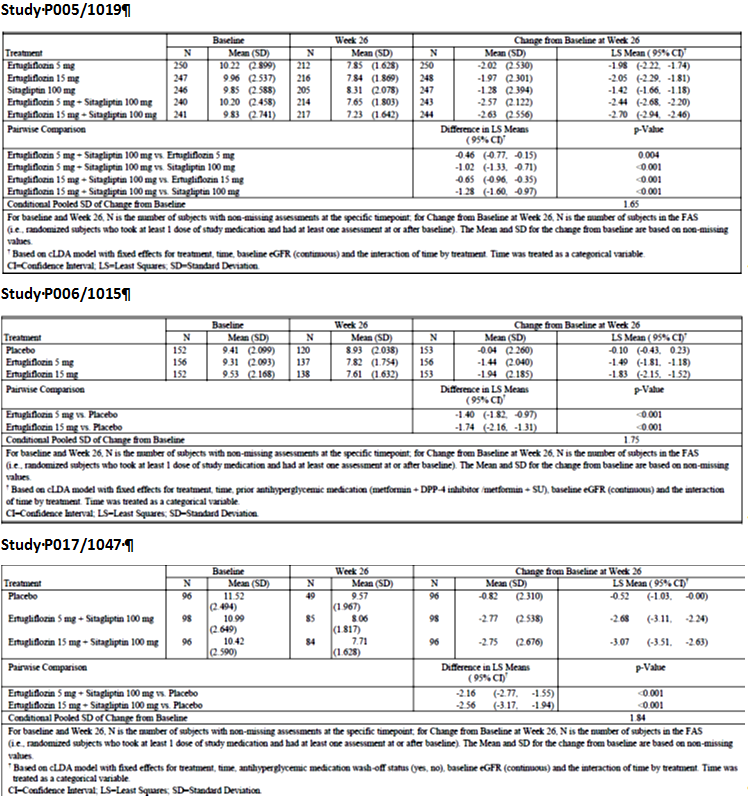 Study·P005/1019¶
Baseline Week 26 Change from Baseline at Week 26
Treatment N Mean (SD) N Mean (SD) N Mean (SD) LS Mean ( 95% CI)†
Ertugliflozin 5 mg 250 10.22 (2.899) 212 7.85 (1.628) 250 -2.02 (2.530) -1.98 (-2.22, -1.74)
Ertugliflozin 15 mg 247 9.96 (2.537) 216 7.84 (1.869) 248 -1.97 (2.301) -2.05 (-2.29, -1.81)
Sitagliptin 100 mg 246 9.85 (2.588) 205 8.31 (2.078) 247 -1.28 (2.394) -1.42 (-1.66, -1.18)
Ertugliflozin 5 mg + Sitagliptin 100 mg 240 10.20 (2.458) 214 7.65 (1.803) 243 -2.57 (2.122) -2.44 (-2.68, -2.20)
Ertugliflozin 15 mg + Sitagliptin 100 mg 241 9.83 (2.741) 217 7.23 (1.642) 244 -2.63 (2.556) -2.70 (-2.94, -2.46)
Pairwise Comparison Difference in LS Means p-Value
( 95% CI)†
Ertugliflozin 5 mg + Sitagliptin 100 mg vs. Ertugliflozin 5 mg -0.46 (-0.77, -0.15) 0.004
Ertugliflozin 5 mg + Sitagliptin 100 mg vs. Sitagliptin 100 mg -1.02 (-1.33, -0.71) <0.001
Ertugliflozin 15 mg + Sitagliptin 100 mg vs. Ertugliflozin 15 mg -0.65 (-0.96, -0.35) <0.001
Ertugliflozin 15 mg + Sitagliptin 100 mg vs. Sitagliptin 100 mg -1.28 (-1.60, -0.97) <0.001
Conditional Pooled SD of Change from Baseline 1.65
For baseline and Week 26, N is the number of subjects with non-missing assessments at the specific timepoint; for Change from Baseline at Week 26, N is the number of subjects in the FAS
(i.e., randomized subjects who took at least 1 dose of study medication and had at least one assessment at or after baseline). The Mean and SD for the change from baseline are based on non-missing
values.
† Based on cLDA model with fixed effects for treatment, time, baseline eGFR (continuous) and the interaction of time by treatment. Time was treated as a categorical variable.
CI=Confidence Interval; LS=Least Squares; SD=Standard Deviation.
Study·P006/1015¶
Baseline Week 26 Change from Baseline at Week 26
Treatment N Mean (SD) N Mean (SD) N Mean (SD) LS Mean ( 95% CI)†
Placebo 152 9.41 (2.099) 120 8.93 (2.038) 153 -0.04 (2.260) -0.10 (-0.43, 0.23)
Ertugliflozin 5 mg 156 9.31 (2.093) 137 7.82 (1.754) 156 -1.44 (2.040) -1.49 (-1.81, -1.18)
Ertugliflozin 15 mg 152 9.53 (2.168) 138 7.61 (1.632) 153 -1.94 (2.185) -1.83 (-2.15, -1.52)
Pairwise Comparison Difference in LS Means p-Value
( 95% CI)†
Ertugliflozin 5 mg vs. Placebo -1.40 (-1.82, -0.97) <0.001
Ertugliflozin 15 mg vs. Placebo -1.74 (-2.16, -1.31) <0.001
Conditional Pooled SD of Change from Baseline 1.75
For baseline and Week 26, N is the number of subjects with non-missing assessments at the specific timepoint; for Change from Baseline at Week 26, N is the number of subjects in the FAS
(i.e., randomized subjects who took at least 1 dose of study medication and had at least one assessment at or after baseline). The Mean and SD for the change from baseline are based on non-missing
values.
† Based on cLDA model with fixed effects for treatment, time, prior antihyperglycemic medication (metformin + DPP-4 inhibitor /metformin + SU), baseline eGFR (continuous) and the interaction
of time by treatment. Time was treated as a categorical variable.
CI=Confidence Interval; LS=Least Squares; SD=Standard Deviation.
Study·P017/1047·¶
Baseline Week 26 Change from Baseline at Week 26
Treatment N Mean (SD) N Mean (SD) N Mean (SD) LS Mean ( 95% CI)†
Placebo 96 11.52 49 9.57 96 -0.82 (2.310) -0.52 (-1.03, -0.00)
(2.494) (1.967)
Ertugliflozin 5 mg + Sitagliptin 100 mg 98 10.99 85 8.06 98 -2.77 (2.538) -2.68 (-3.11, -2.24)
(2.649) (1.817)
Ertugliflozin 15 mg + Sitagliptin 100 mg 96 10.42 84 7.71 96 -2.75 (2.676) -3.07 (-3.51, -2.63)
(2.590) (1.628)
Pairwise Comparison Difference in LS Means p-Value
( 95% CI)†
Ertugliflozin 5 mg + Sitagliptin 100 mg vs. Placebo -2.16 (-2.77, -1.55) <0.001
Ertugliflozin 15 mg + Sitagliptin 100 mg vs. Placebo -2.56 (-3.17, -1.94) <0.001
Conditional Pooled SD of Change from Baseline 1.84
For baseline and Week 26, N is the number of subjects with non-missing assessments at the specific timepoint; for Change from Baseline at Week 26, N is the number of subjects in the FAS
(i.e., randomized subjects who took at least 1 dose of study medication and had at least one assessment at or after baseline). The Mean and SD for the change from baseline are based on non-missing
values.
† Based on cLDA model with fixed effects for treatment, time, antihyperglycemic medication wash-off status (yes, no), baseline eGFR (continuous) and the interaction of time by treatment. Time was
treated as a categorical variable.
CI=Confidence Interval; LS=Least Squares; SD=Standard Deviation.